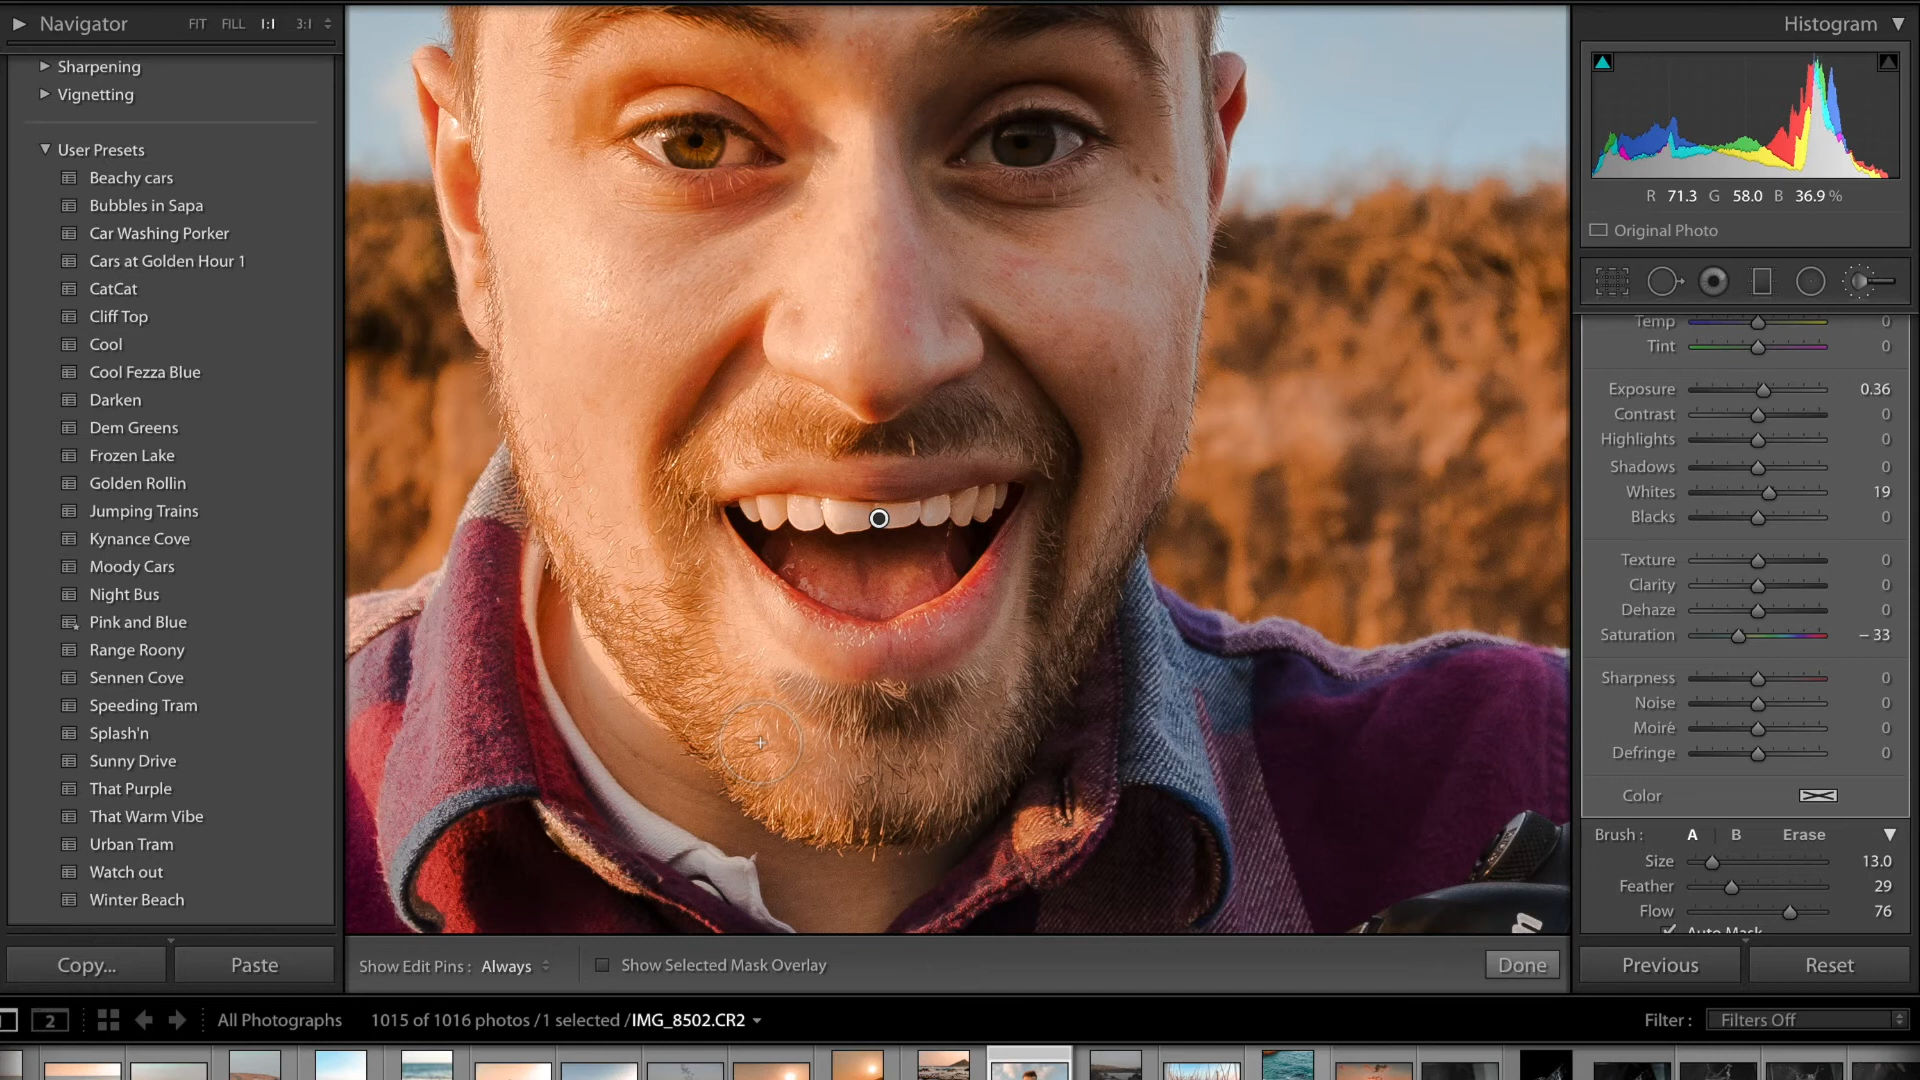 Navigator FIT FILL 1:1 3:1
Sharpening
Vignetting
User Presets
Beachy cars
Bubbles in Sapa
Car Washing Porker
Cars at Golden Hour 1
CatCat
Cliff Top
Cool
Cool Fezza Blue
Darken
Dem Greens
Frozen Lake
Golden Rollin
Jumping Trains
Kynance Cove
Moody Cars
Night Bus
Pink and Blue
Range Roony
Sennen Cove
Speeding Tram
Splash'n
Sunny Drive
That Purple
That Warm Vibe
Urban Tram
Watch out
Winter Beach
Copy... Paste
Show Edit Pins : Always Show Selected Mask Overlay Done
Histogram
R 71.3 G 58.0 B 36.9 %
Original Photo
Temp 0
Tint 0
Exposure 0.36
Contrast 0
Highlights 0
Shadows 0
Whites 19
Blacks 0
Texture 0
Clarity 0
Dehaze 0
Saturation – 33
Sharpness 0
Noise 0
Moiré 0
Defringe 0
Color
Brush : A B Erase
Size 13.0
Feather 29
Flow 76
Auto Mask
Previous Reset
2 All Photographs 1015 of 1016 photos / 1 selected / IMG_8502.CR2 Filter : Filters Off